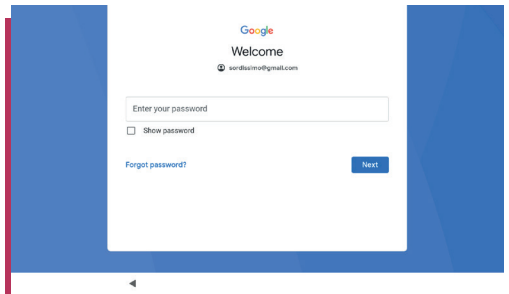 Google
Welcome
sordissimo@gmail.com
Enter your password
Show password
Forgot password?
Next